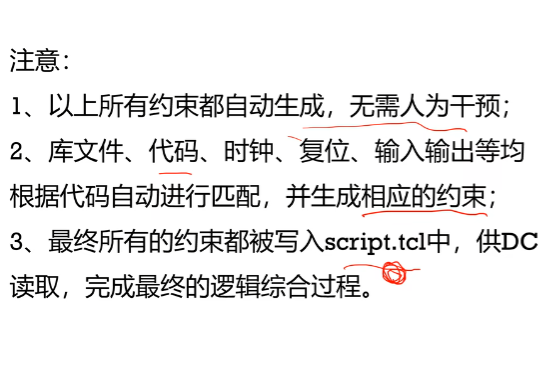 注意：
1、以上所有约束都自动生成，无需人为干预；
2、库文件、代码、时钟、复位、输入输出等均
根据代码自动进行匹配，并生成相应的约束；
3、最终所有的约束都被写入script.tcl中，供DC
读取，完成最终的逻辑综合过程。